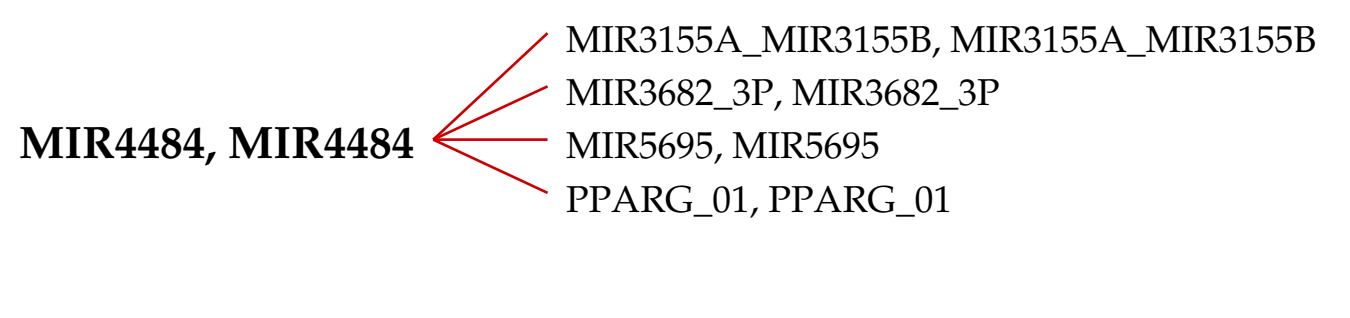 MIR3155A_MIR3155B, MIR3155A_MIR3155B
MIR3682_3P, MIR3682_3P
MIR4484, MIR4484
MIR5695, MIR5695
PPARG_01, PPARG_01